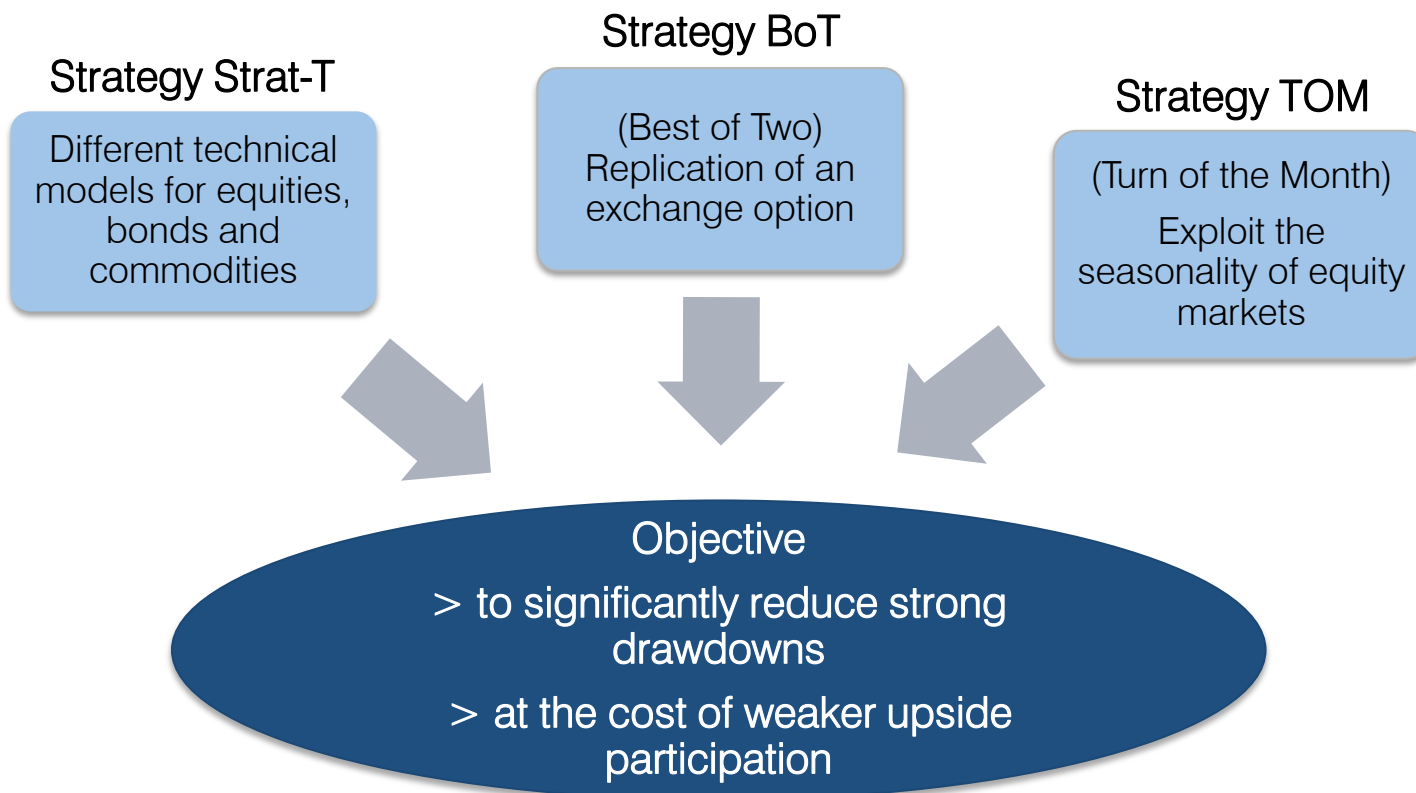 Strategy Strat-T
Different technical
models for equities,
bonds and
commodities
Strategy BoT
(Best of Two)
Replication of an
exchange option
Strategy TOM
(Turn of the Month)
Exploit the
seasonality of equity
markets
Objective
> to significantly reduce strong
drawdowns
> at the cost of weaker upside
participation